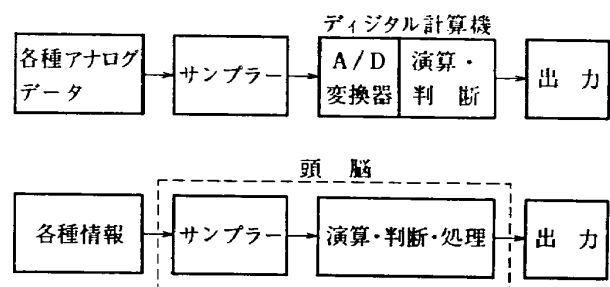 ディジタル計算機
各種アナログ
データ
サンプラー
A/D
変換器
演算・
判断
出力
頭脳
各種情報
サンプラー
演算・判断・処理
出力